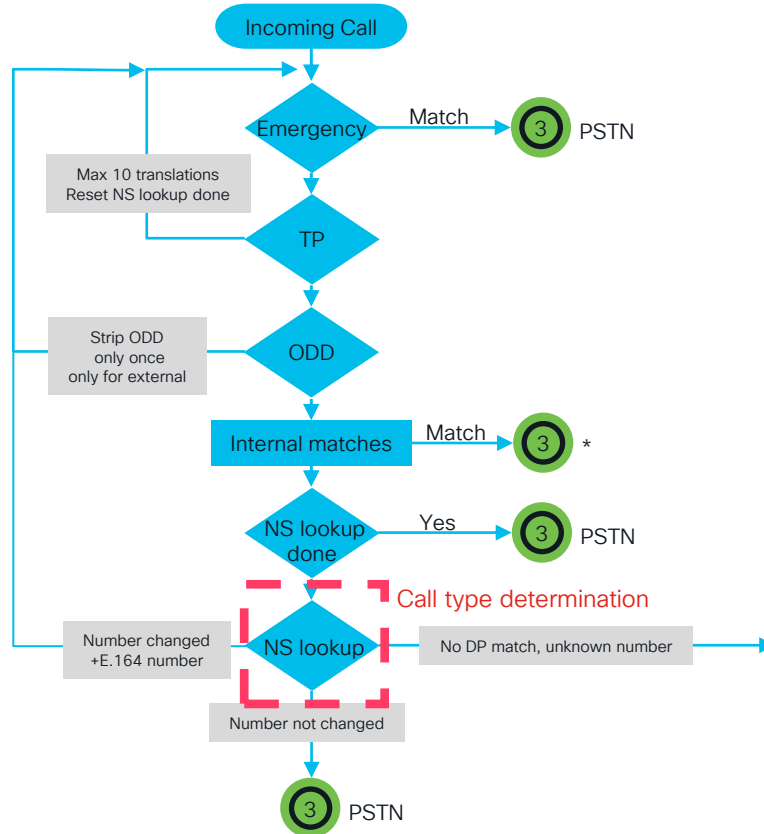 Incoming Call
Emergency
Match
3
PSTN
Max 10 translations
Reset NS lookup done
TP
Strip ODD
only once
only for external
ODD
Internal matches
Match
3
*
NS lookup
done
Yes
3
PSTN
Call type determination
Number changed
+E.164 number
NS lookup
No DP match, unknown number
Number not changed
3
PSTN